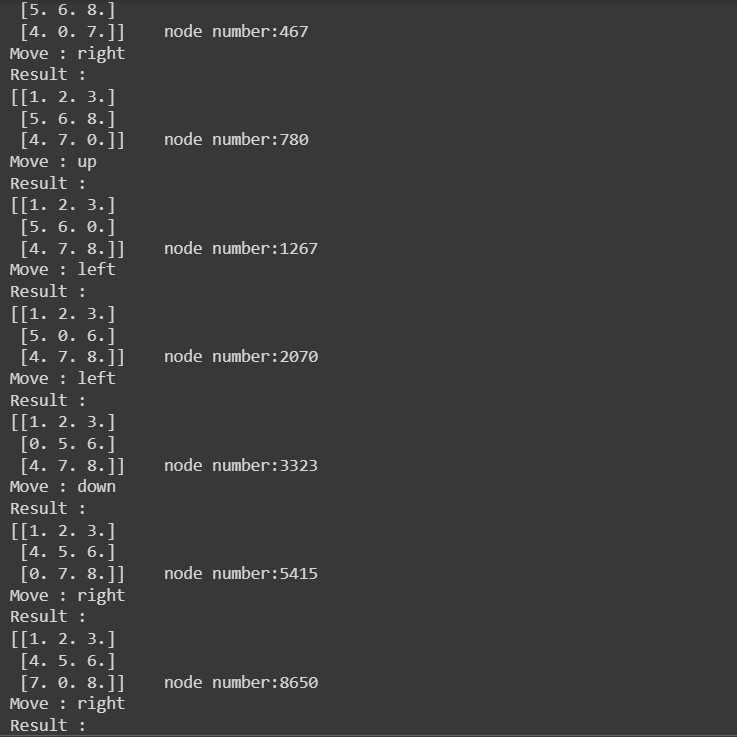 [5. 6. 8.]
[4. 0. 7.]]    node number:467
Move : right
Result :
[[1. 2. 3.]
 [5. 6. 8.]
 [4. 7. 0.]]    node number:780
Move : up
Result :
[[1. 2. 3.]
 [5. 6. 0.]
 [4. 7. 8.]]    node number:1267
Move : left
Result :
[[1. 2. 3.]
 [5. 0. 6.]
 [4. 7. 8.]]    node number:2070
Move : left
Result :
[[1. 2. 3.]
 [0. 5. 6.]
 [4. 7. 8.]]    node number:3323
Move : down
Result :
[[1. 2. 3.]
 [4. 5. 6.]
 [0. 7. 8.]]    node number:5415
Move : right
Result :
[[1. 2. 3.]
 [4. 5. 6.]
 [7. 0. 8.]]    node number:8650
Move : right
Result :